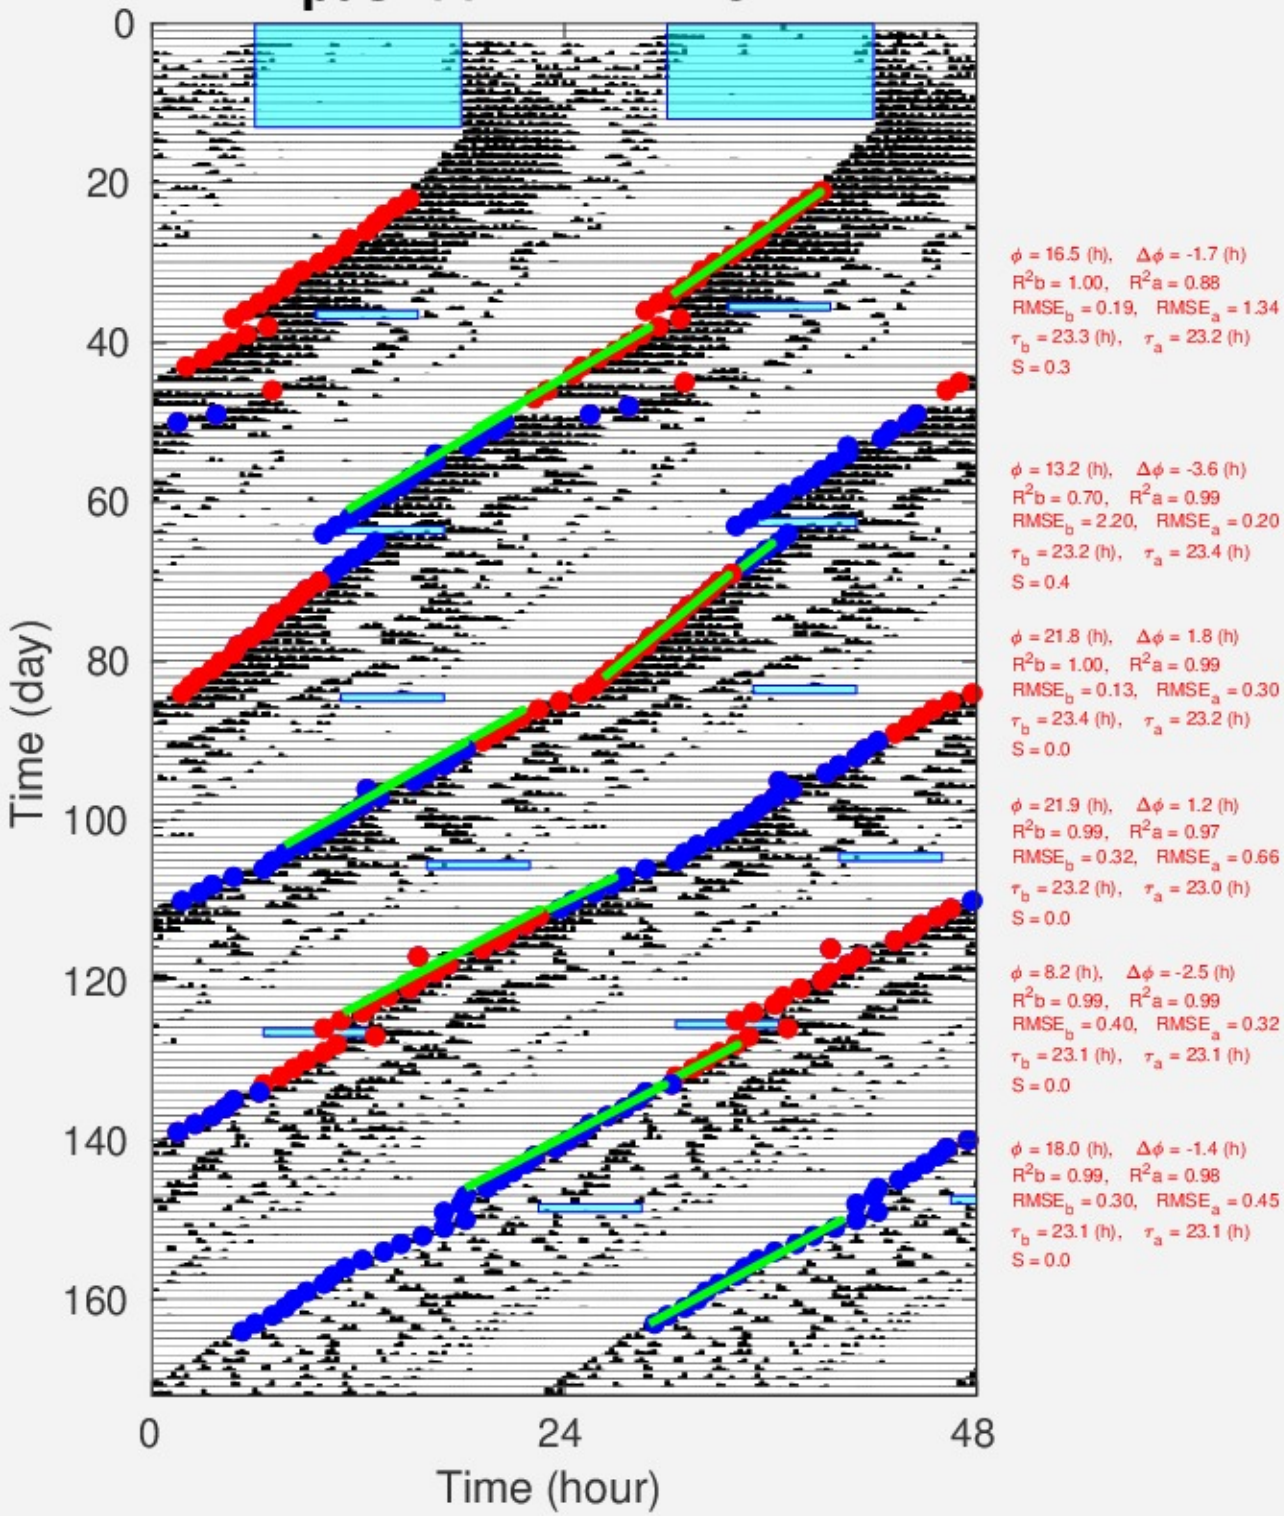 0
20
40
60
80
100
120
140
160
Time (day)
0 24 48
Time (hour)
ϕ = 16.5 (h), Δϕ = -1.7 (h)
R²b = 1.00, R²a = 0.88
RMSE_b = 0.19, RMSE_a = 1.34
τ_b = 23.3 (h), τ_a = 23.2 (h)
S = 0.3
ϕ = 13.2 (h), Δϕ = -3.6 (h)
R²b = 0.70, R²a = 0.99
RMSE_b = 2.20, RMSE_a = 0.20
τ_b = 23.2 (h), τ_a = 23.4 (h)
S = 0.4
ϕ = 21.8 (h), Δϕ = 1.8 (h)
R²b = 1.00, R²a = 0.99
RMSE_b = 0.13, RMSE_a = 0.30
τ_b = 23.4 (h), τ_a = 23.2 (h)
S = 0.0
ϕ = 21.9 (h), Δϕ = 1.2 (h)
R²b = 0.99, R²a = 0.97
RMSE_b = 0.32, RMSE_a = 0.66
τ_b = 23.2 (h), τ_a = 23.0 (h)
S = 0.0
ϕ = 8.2 (h), Δϕ = -2.5 (h)
R²b = 0.99, R²a = 0.99
RMSE_b = 0.40, RMSE_a = 0.32
τ_b = 23.1 (h), τ_a = 23.1 (h)
S = 0.0
ϕ = 18.0 (h), Δϕ = -1.4 (h)
R²b = 0.99, R²a = 0.98
RMSE_b = 0.30, RMSE_a = 0.45
τ_b = 23.1 (h), τ_a = 23.1 (h)
S = 0.0